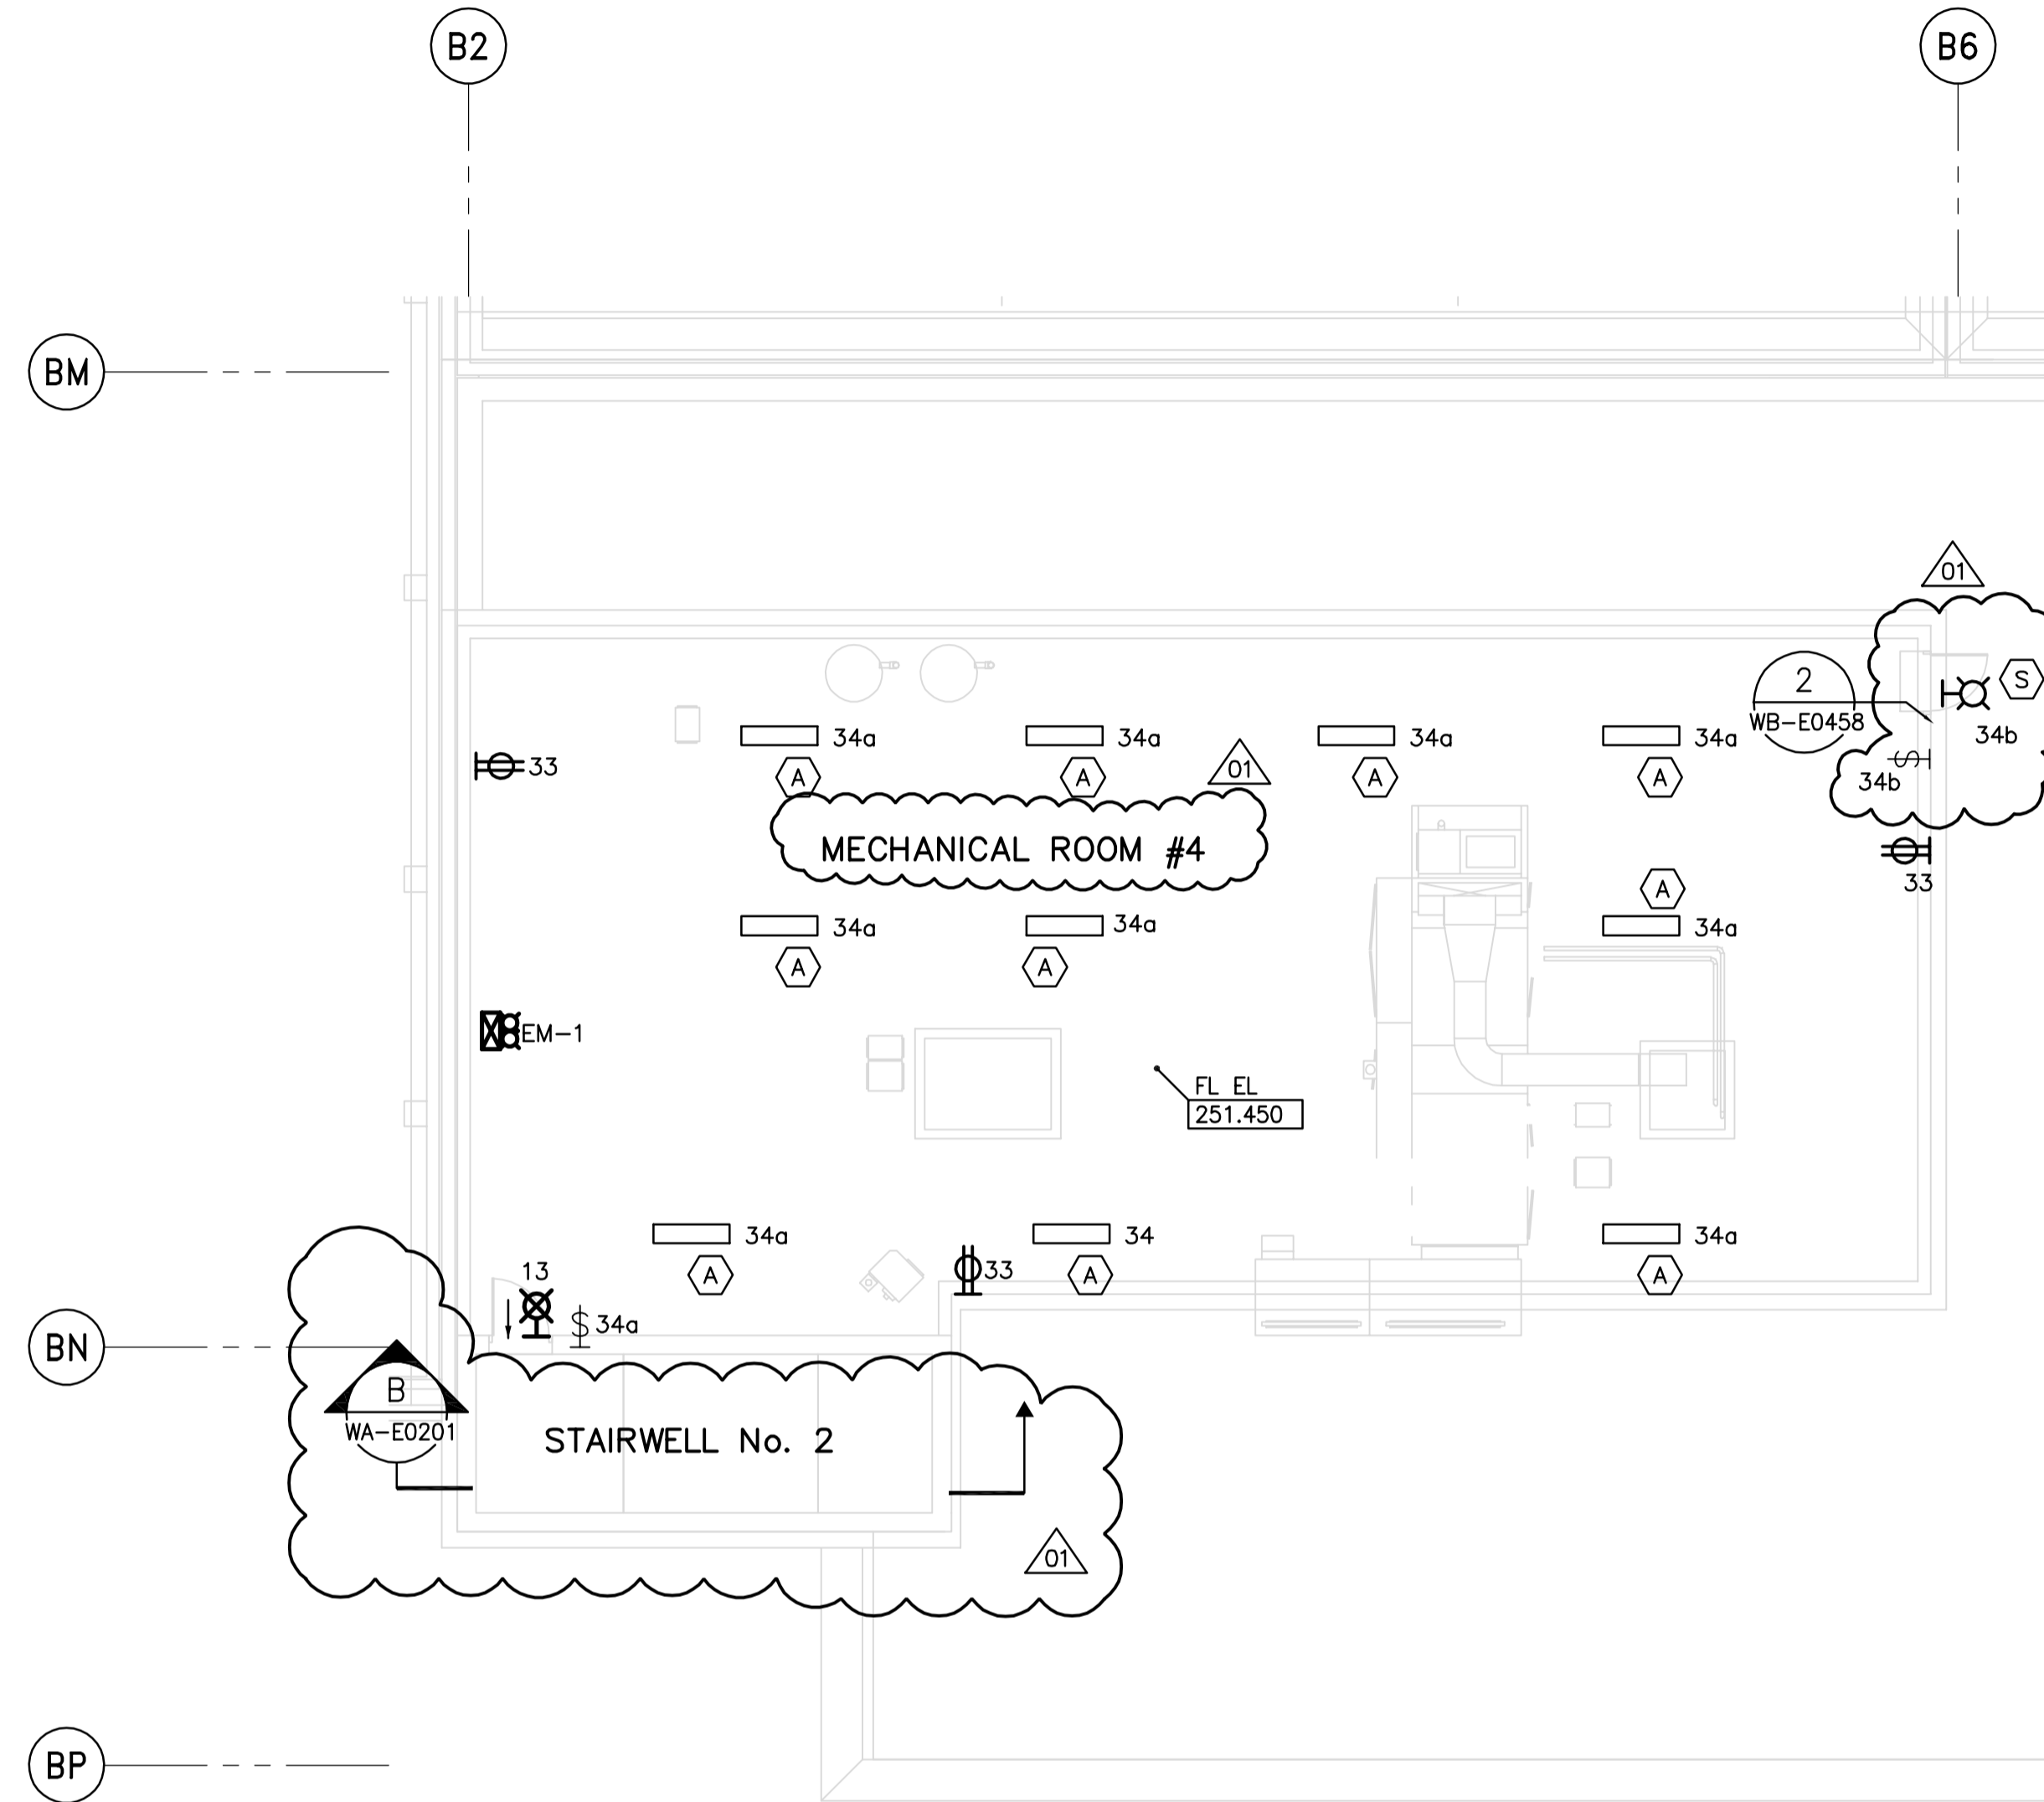 B2
B6
BM
01
S
2
WB-E0458
34b
34b
34a
34a
34a
34a
33
A
A
01
A
A
MECHANICAL ROOM #4
33
A
34a
34a
34a
A
A
EM-1
FL EL
251.450
34a
34
34a
13
33
A
A
A
$ 34a
BN
B
WA-E0201
STAIRWELL No. 2
01
BP